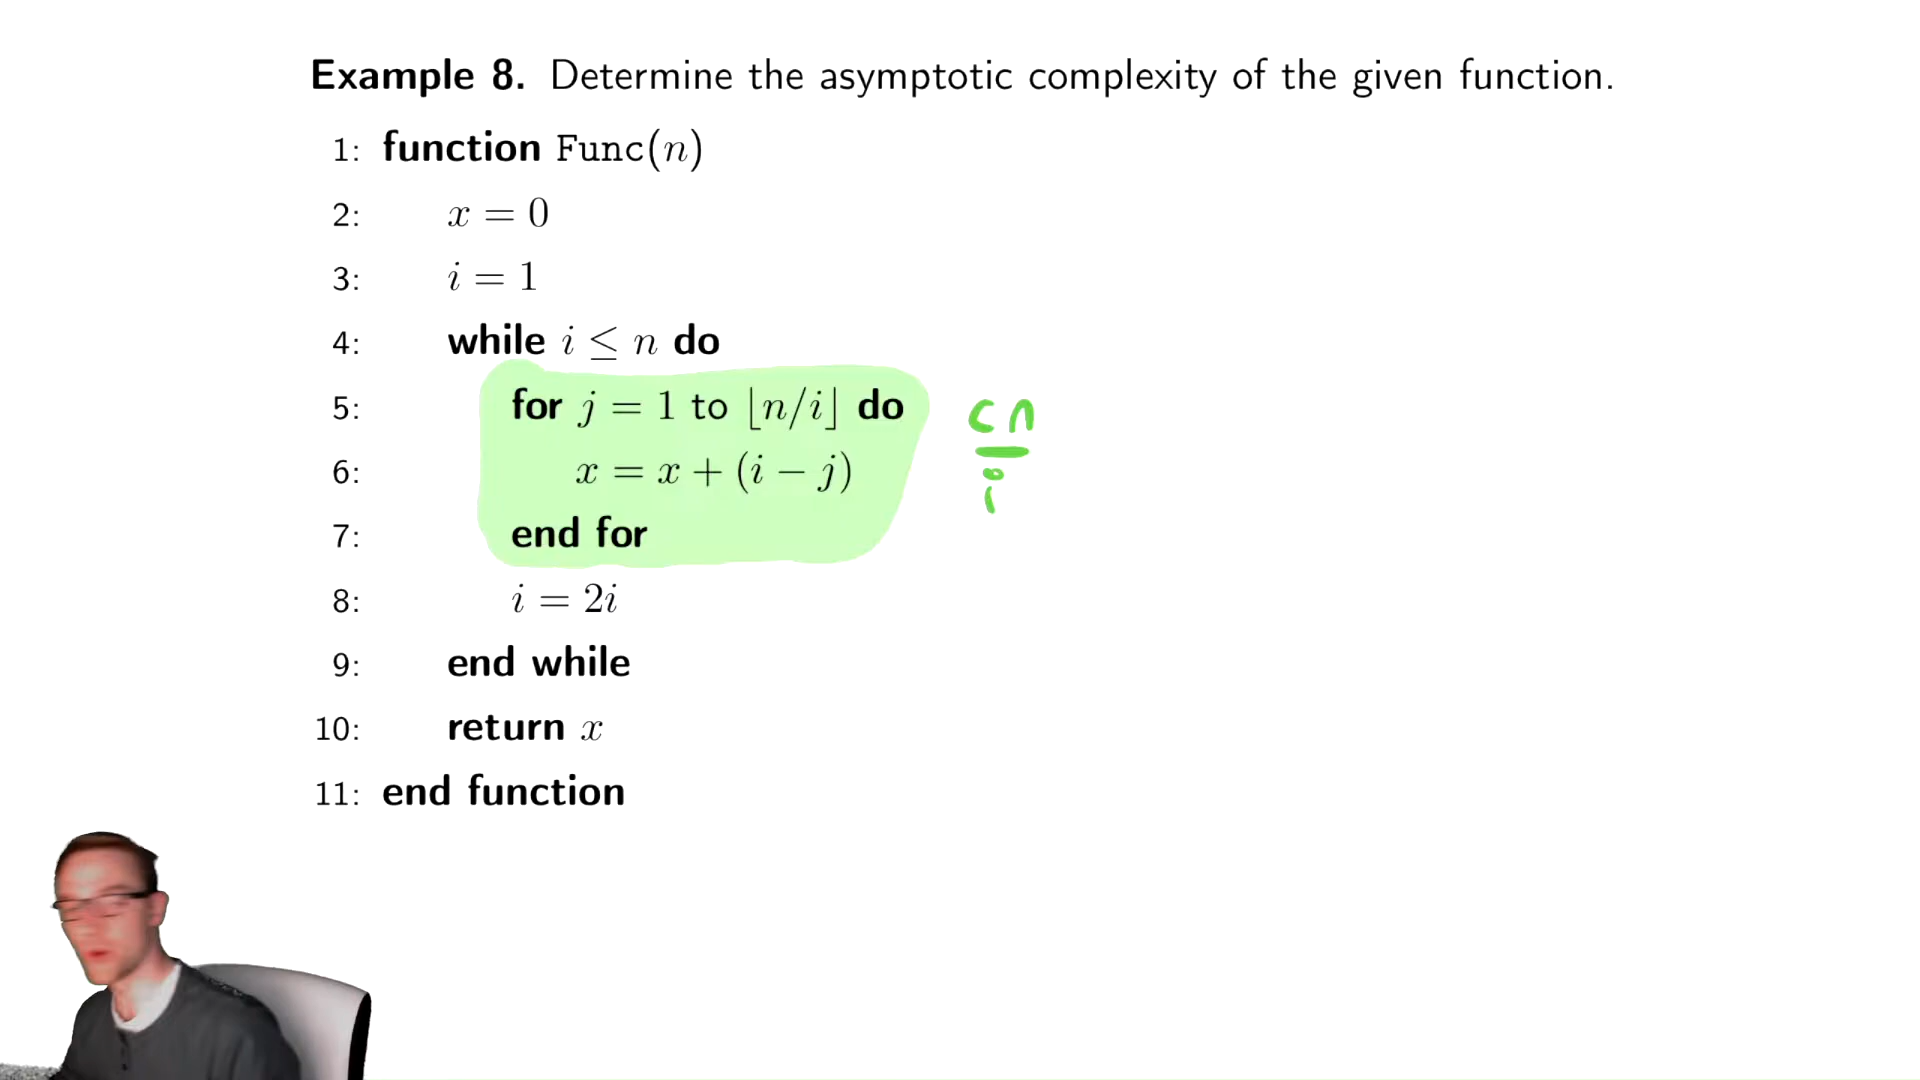 Example 8. Determine the asymptotic complexity of the given function.
1: function Func(n)
2: x = 0
3: i = 1
4: while i ≤ n do
5: for j = 1 to ⌊n/i⌋ do
6: x = x + (i − j)
7: end for
8: i = 2i
9: end while
10: return x
11: end function
cn
i